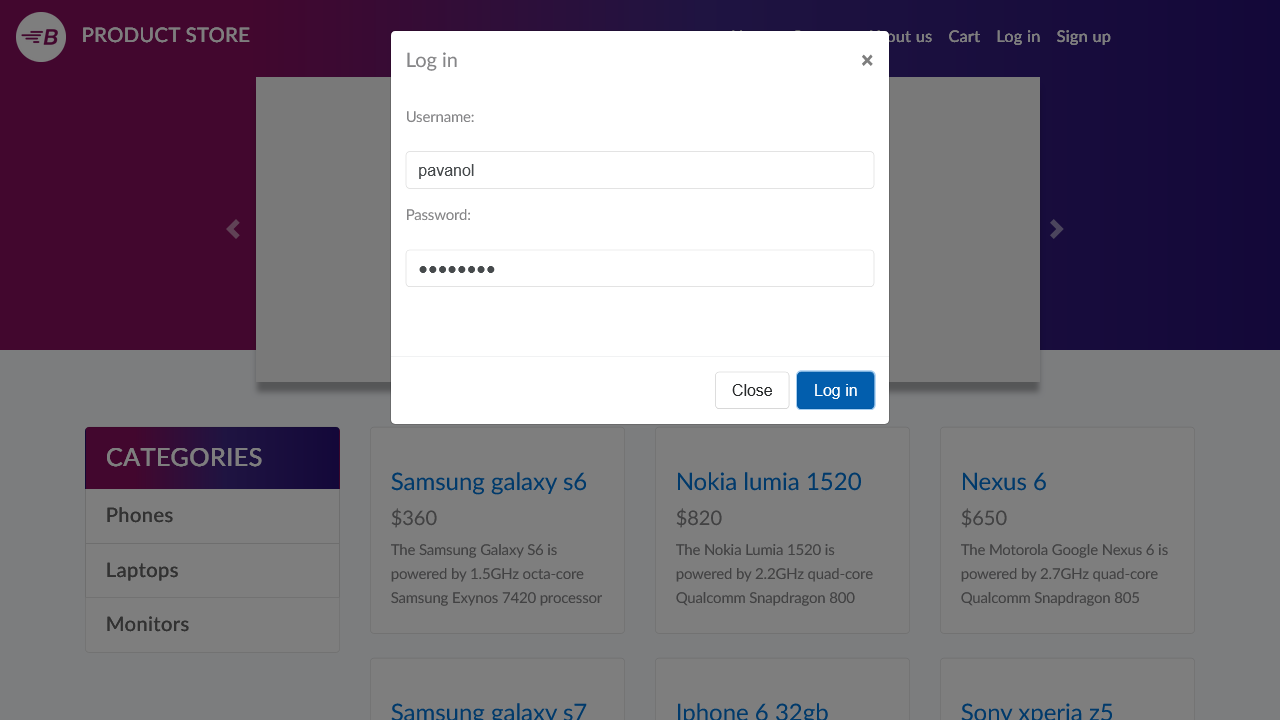 B PRODUCT STORE
out us Cart Log in Sign up
Log in ×
Username:
pavanol
Password:
••••••••
Close Log in
CATEGORIES
Phones
Laptops
Monitors
Samsung galaxy s6
$360
The Samsung Galaxy S6 is
powered by 1.5GHz octa-core
Samsung Exynos 7420 processor
Nokia lumia 1520
$820
The Nokia Lumia 1520 is
powered by 2.2GHz quad-core
Qualcomm Snapdragon 800
Nexus 6
$650
The Motorola Google Nexus 6 is
powered by 2.7GHz quad-core
Qualcomm Snapdragon 805
Samsung galaxy s7
Iphone 6 32gb
Sony xperia z5